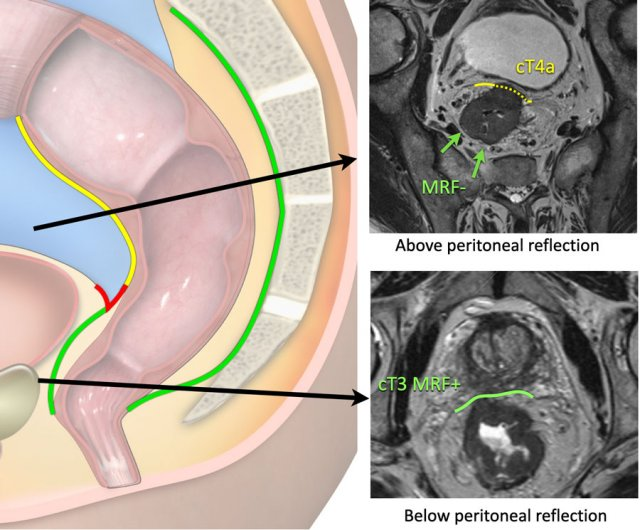 cT4a
MRF-
Above peritoneal reflection
cT3 MRF+
Below peritoneal reflection